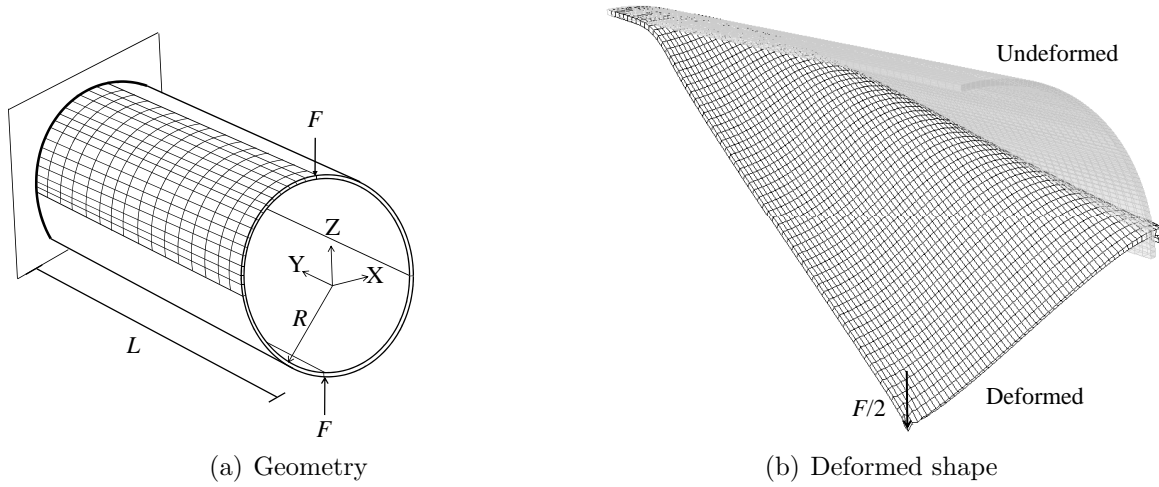 F
Z
Y
X
R
L
F
(a) Geometry
Undeformed
F/2
Deformed
(b) Deformed shape